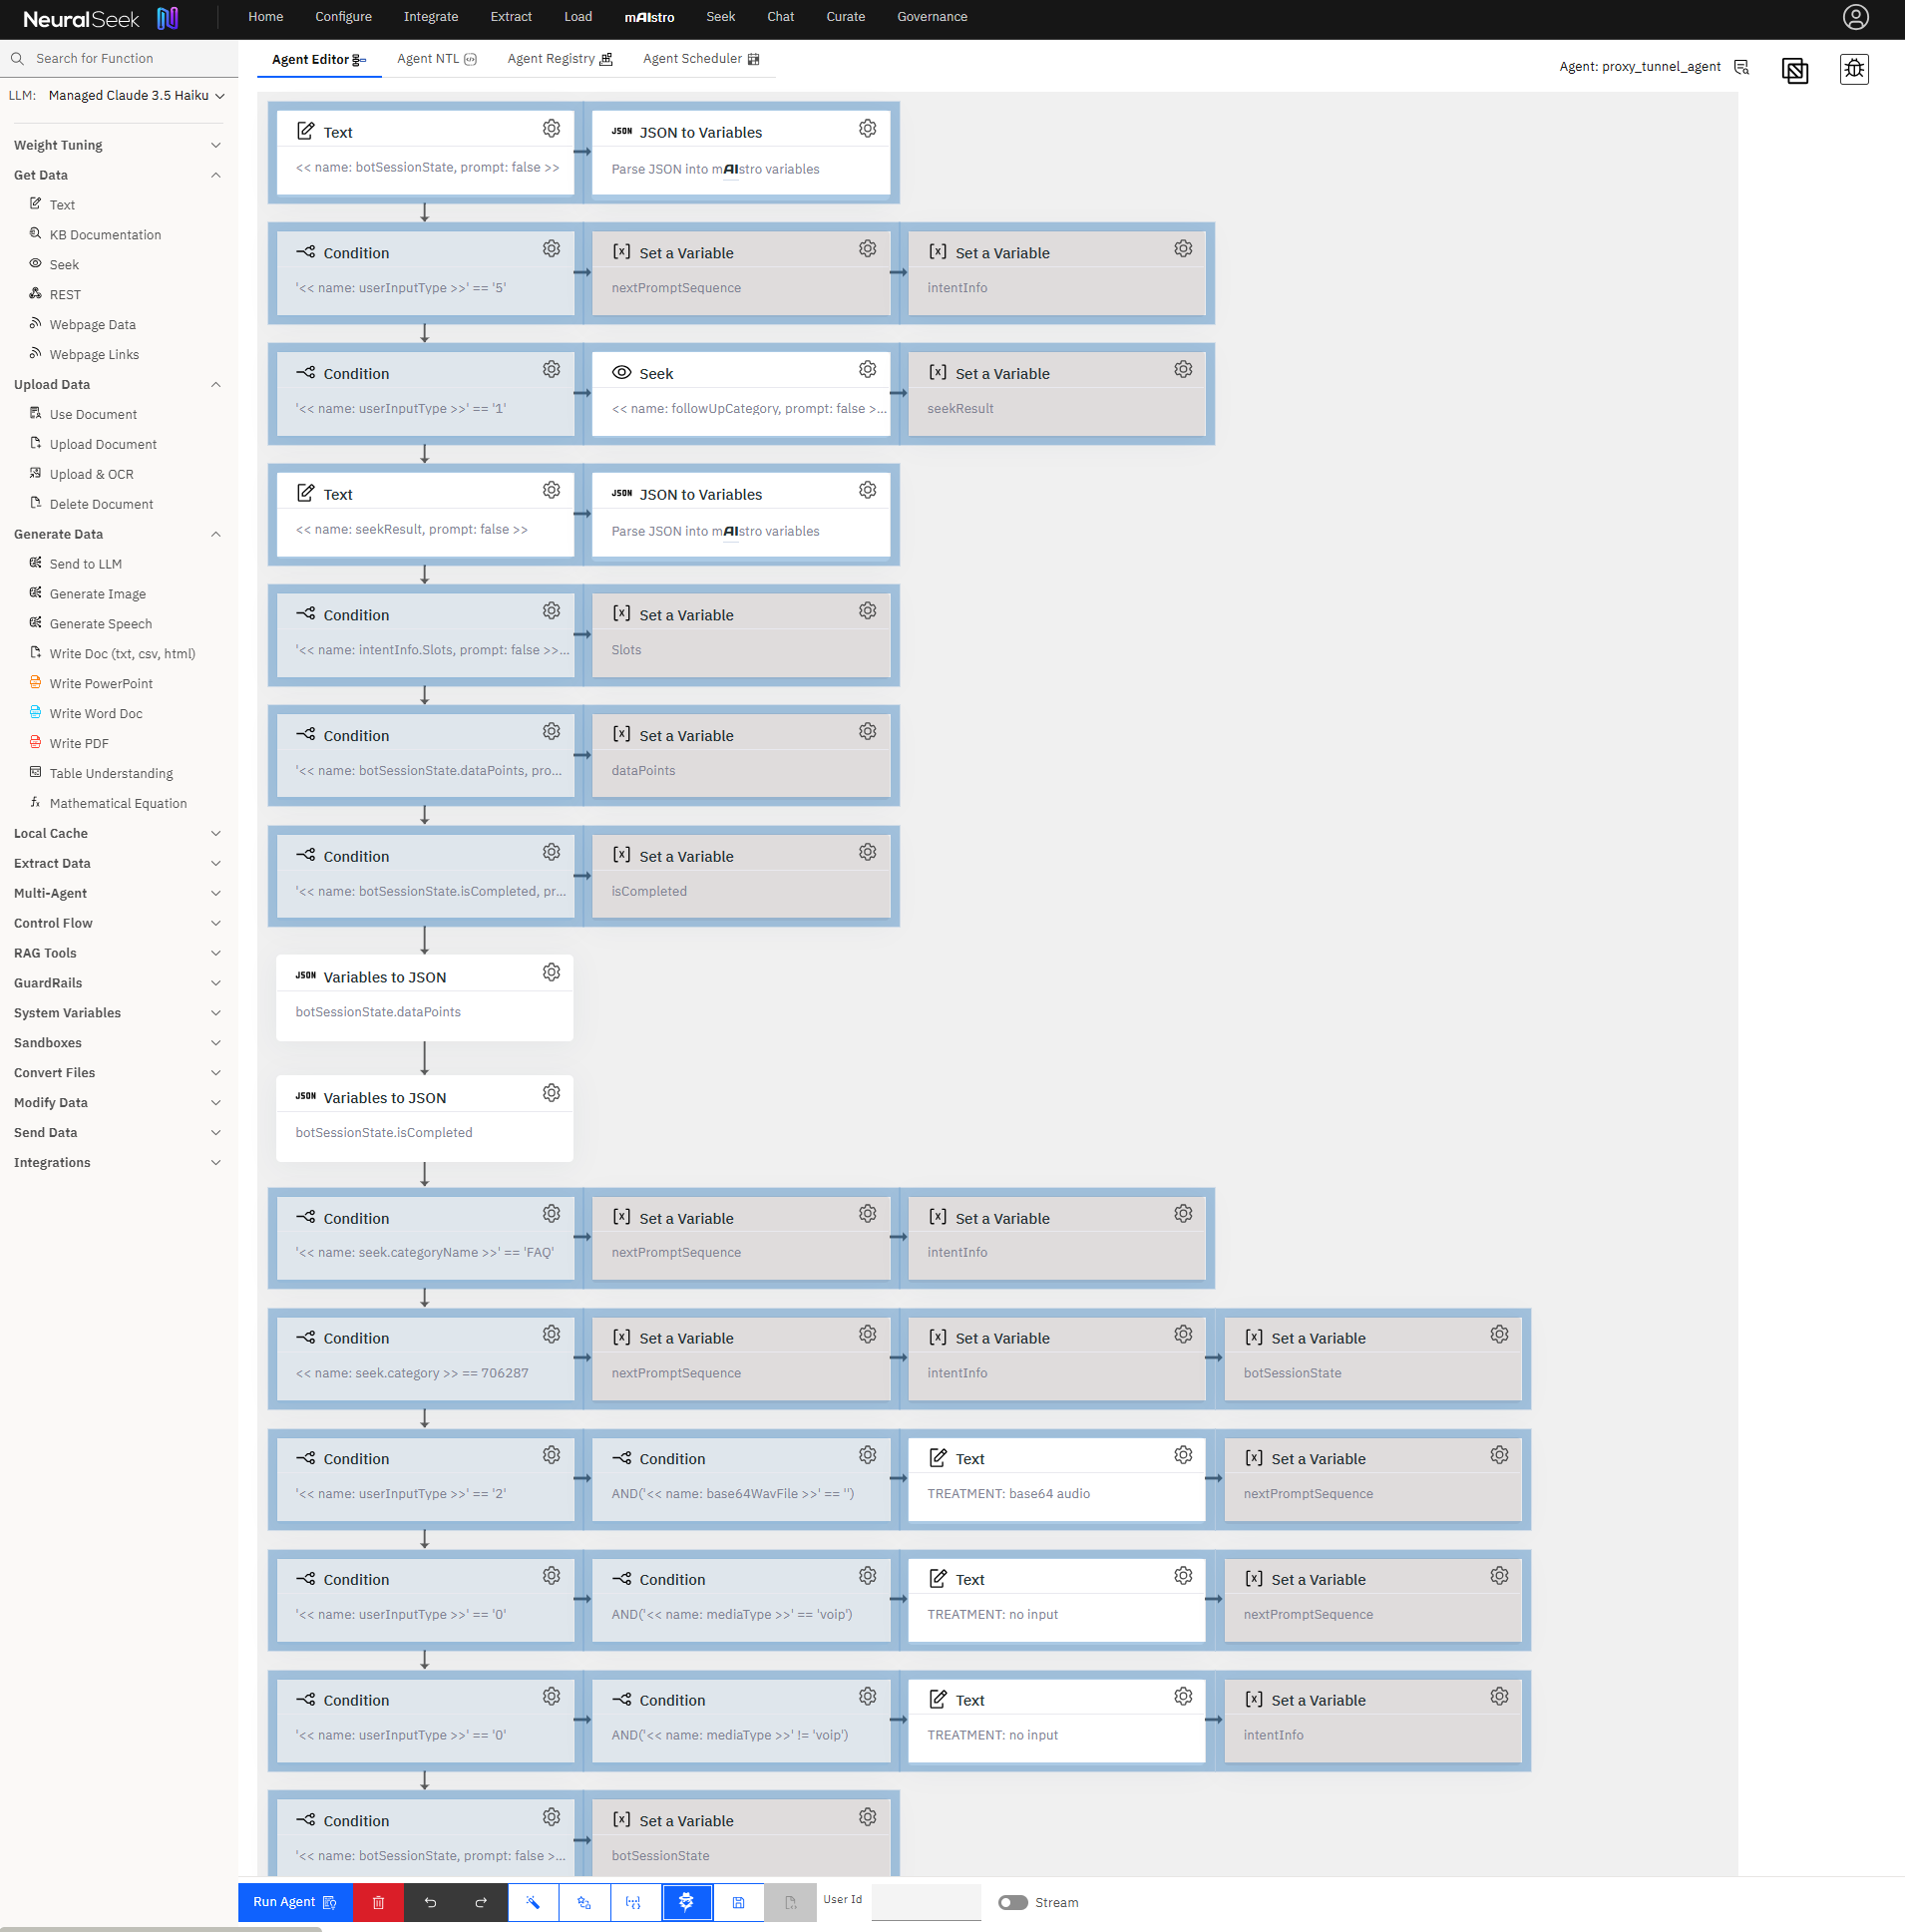 NeuralSeek
Home
Configure
Integrate
Extract
Load
mAIstro
Seek
Chat
Curate
Governance
Search for Function
Agent Editor
Agent NTL
Agent Registry
Agent Scheduler
Agent: proxy_tunnel_agent
LLM: Managed Claude 3.5 Haiku
Weight Tuning
Get Data
Text
KB Documentation
Seek
REST
Webpage Data
Webpage Links
Upload Data
Use Document
Upload Document
Upload & OCR
Delete Document
Generate Data
Send to LLM
Generate Image
Generate Speech
Write Doc (txt, csv, html)
Write PowerPoint
Write Word Doc
Write PDF
Table Understanding
Mathematical Equation
Local Cache
Extract Data
Multi-Agent
Control Flow
RAG Tools
GuardRails
System Variables
Sandboxes
Convert Files
Modify Data
Send Data
Integrations
Text
<< name: botSessionState, prompt: false >>
JSON JSON to Variables
Parse JSON into mAIstro variables
Condition
'<< name: userInputType >>' == '5'
[x] Set a Variable
nextPromptSequence
[x] Set a Variable
intentInfo
Condition
'<< name: userInputType >>' == '1'
Seek
<< name: followUpCategory, prompt: false >...
[x] Set a Variable
seekResult
Text
<< name: seekResult, prompt: false >>
JSON JSON to Variables
Parse JSON into mAIstro variables
Condition
'<< name: intentInfo.Slots, prompt: false >>...
[x] Set a Variable
Slots
Condition
'<< name: botSessionState.dataPoints, pro...
[x] Set a Variable
dataPoints
Condition
'<< name: botSessionState.isCompleted, pr...
[x] Set a Variable
isCompleted
JSON Variables to JSON
botSessionState.dataPoints
JSON Variables to JSON
botSessionState.isCompleted
Condition
'<< name: seek.categoryName >>' == 'FAQ'
[x] Set a Variable
nextPromptSequence
[x] Set a Variable
intentInfo
Condition
<< name: seek.category >> == 706287
[x] Set a Variable
nextPromptSequence
[x] Set a Variable
intentInfo
[x] Set a Variable
botSessionState
Condition
'<< name: userInputType >>' == '2'
Condition
AND('<< name: base64WavFile >>' == '')
Text
TREATMENT: base64 audio
[x] Set a Variable
nextPromptSequence
Condition
'<< name: userInputType >>' == '0'
Condition
AND('<< name: mediaType >>' == 'voip')
Text
TREATMENT: no input
[x] Set a Variable
nextPromptSequence
Condition
'<< name: userInputType >>' == '0'
Condition
AND('<< name: mediaType >>' != 'voip')
Text
TREATMENT: no input
[x] Set a Variable
intentInfo
Condition
'<< name: botSessionState, prompt: false >...
[x] Set a Variable
botSessionState
Run Agent
User Id
Stream